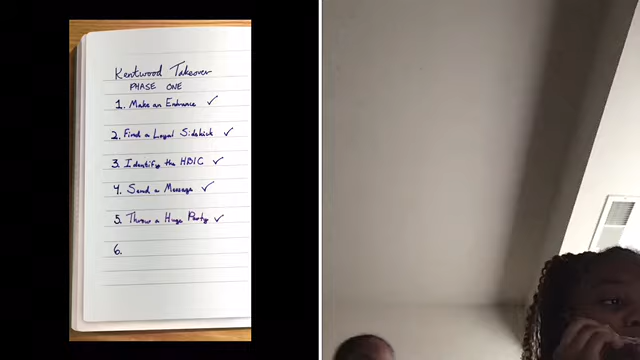 Kentwood Takeover
PHASE ONE
1. Make an Entrance ✓
2. Find a Loyal Sidekick ✓
3. Identify the HBIC ✓
4. Send a Message ✓
5. Throw a Huge Party ✓
6.